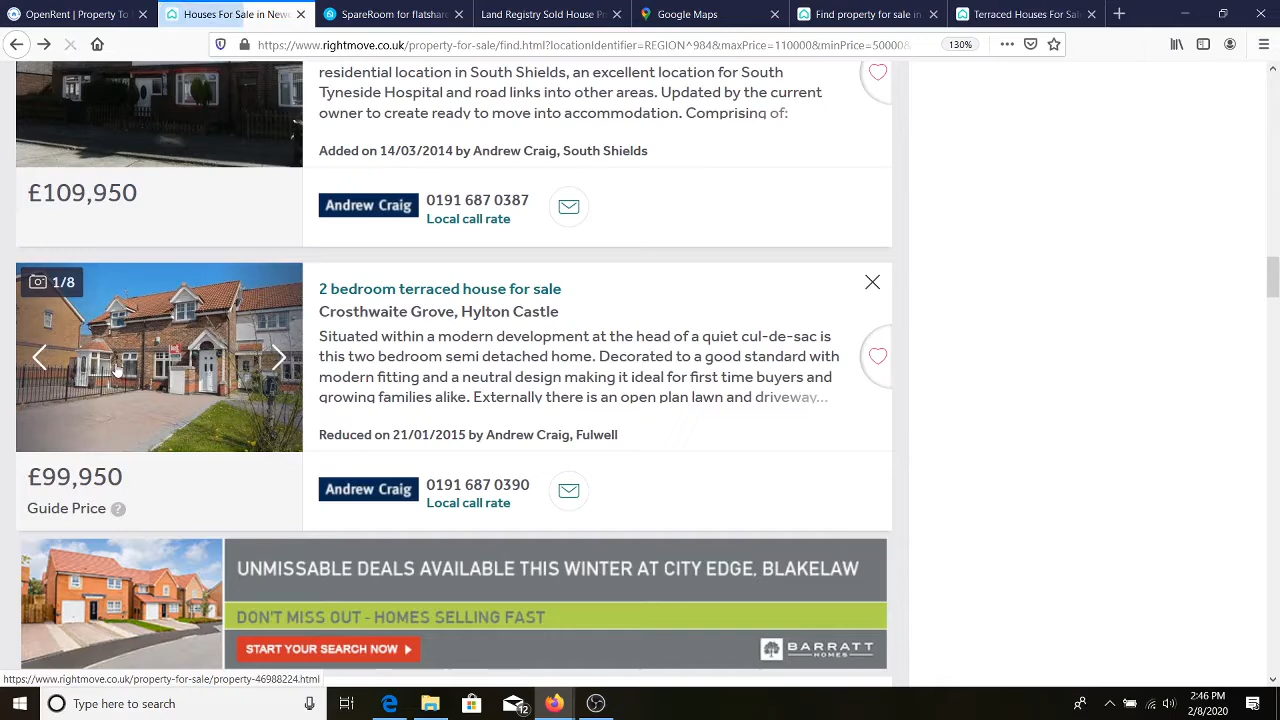 OpenRent | Property To
Houses For Sale in Newc
SpareRoom for flatshare
Land Registry Sold House Pr
Google Maps
Find property for sale in
Terraced Houses For Sal
https://www.rightmove.co.uk/property-for-sale/find.html?locationIdentifier=REGION^984&maxPrice=110000&minPrice=50000&
130%
residential location in South Shields, an excellent location for South
Tyneside Hospital and road links into other areas. Updated by the current
owner to create ready to move into accommodation. Comprising of:
Added on 14/03/2014 by Andrew Craig, South Shields
£109,950
Andrew Craig
0191 687 0387
Local call rate
1/8
2 bedroom terraced house for sale
Crosthwaite Grove, Hylton Castle
Situated within a modern development at the head of a quiet cul-de-sac is
this two bedroom semi detached home. Decorated to a good standard with
modern fitting and a neutral design making it ideal for first time buyers and
growing families alike. Externally there is an open plan lawn and driveway...
Reduced on 21/01/2015 by Andrew Craig, Fulwell
£99,950
Guide Price ?
Andrew Craig
0191 687 0390
Local call rate
UNMISSABLE DEALS AVAILABLE THIS WINTER AT CITY EDGE, BLAKELAW
DON'T MISS OUT - HOMES SELLING FAST
START YOUR SEARCH NOW
BARRATT
HOMES
https://www.rightmove.co.uk/property-for-sale/property-46988224.html
Type here to search
12
2:46 PM
2/8/2020